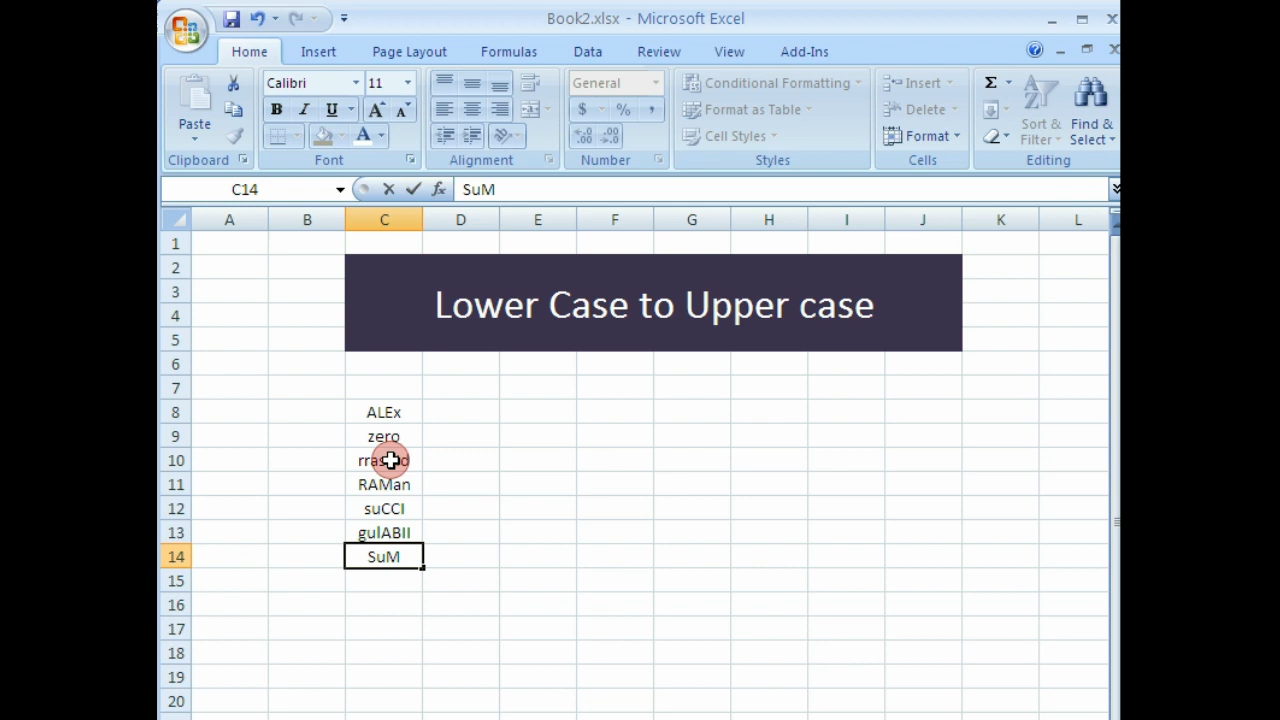 Book2.xlsx - Microsoft Excel
Home Insert Page Layout Formulas Data Review View Add-Ins
Paste
Clipboard
Calibri 11
B I U A A
A
Font
Alignment
General
$ % ,
Number
Conditional Formatting
Format as Table
Cell Styles
Styles
Insert
Delete
Format
Cells
Σ
Sort & Filter
Find & Select
Editing
C14 fx SuM
A B C D E F G H I J K L
1
2
3
4
5
Lower Case to Upper case
6
7
8 ALEx
9 zero
10
11 RAMan
12 suCCI
13 gulABII
14 SuM
15
16
17
18
19
20